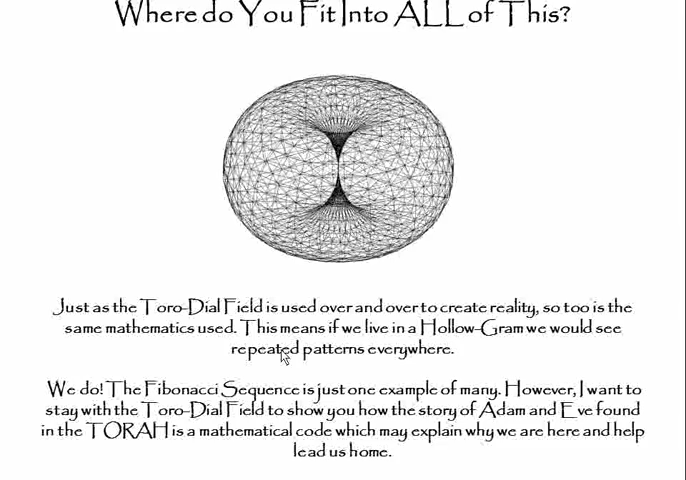 Where do You Fit Into ALL of This?
Just as the Toro-Dial Field is used over and over to create reality, so too is the
same mathematics used. This means if we live in a Hollow-Gram we would see
repeated patterns everywhere.
We do! The Fibonacci Sequence is just one example of many. However, I want to
stay with the Toro-Dial Field to show you how the story of Adam and Eve found
in the TORAH is a mathematical code which may explain why we are here and help
lead us home.